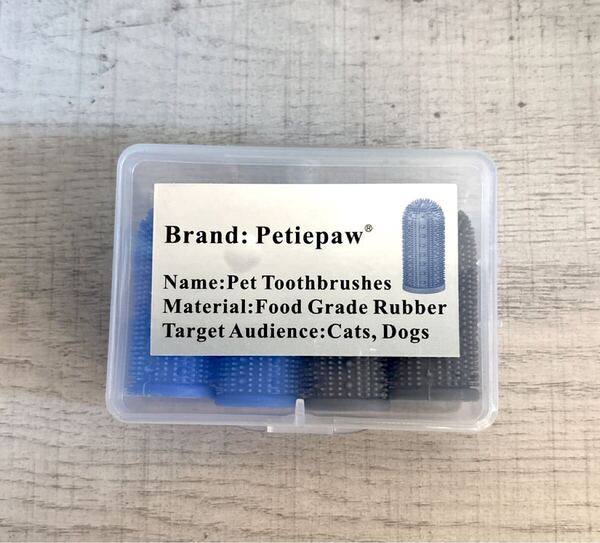 Brand: Petiepaw®
Name:Pet Toothbrushes
Material:Food Grade Rubber
Target Audience:Cats, Dogs